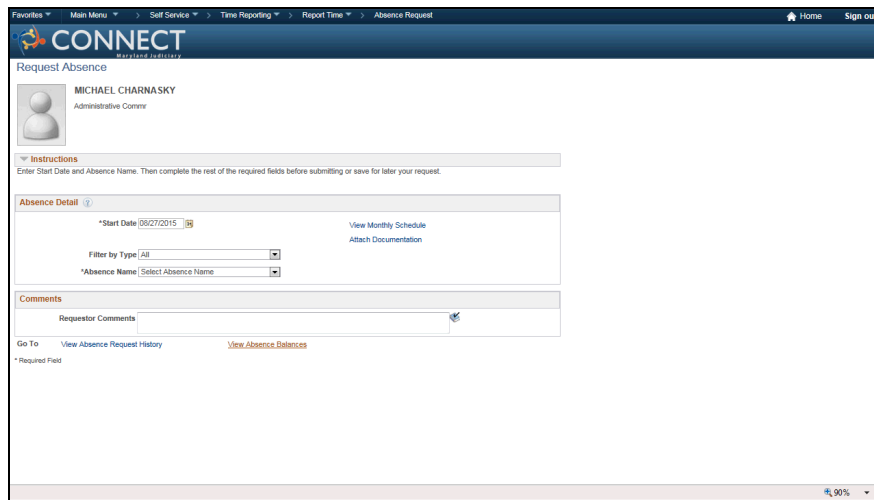 Favorites Main Menu > Self Service > Time Reporting > Report Time > Absence Request Home Sign ou
CONNECT
Maryland Judiciary
Request Absence
MICHAEL CHARNASKY
Administrative Commr
Instructions
Enter Start Date and Absence Name. Then complete the rest of the required fields before submitting or save for later your request.
Absence Detail ?
*Start Date 08/27/2015 View Monthly Schedule
Attach Documentation
Filter by Type All
*Absence Name Select Absence Name
Comments
Requestor Comments
Go To View Absence Request History View Absence Balances
* Required Field
90%